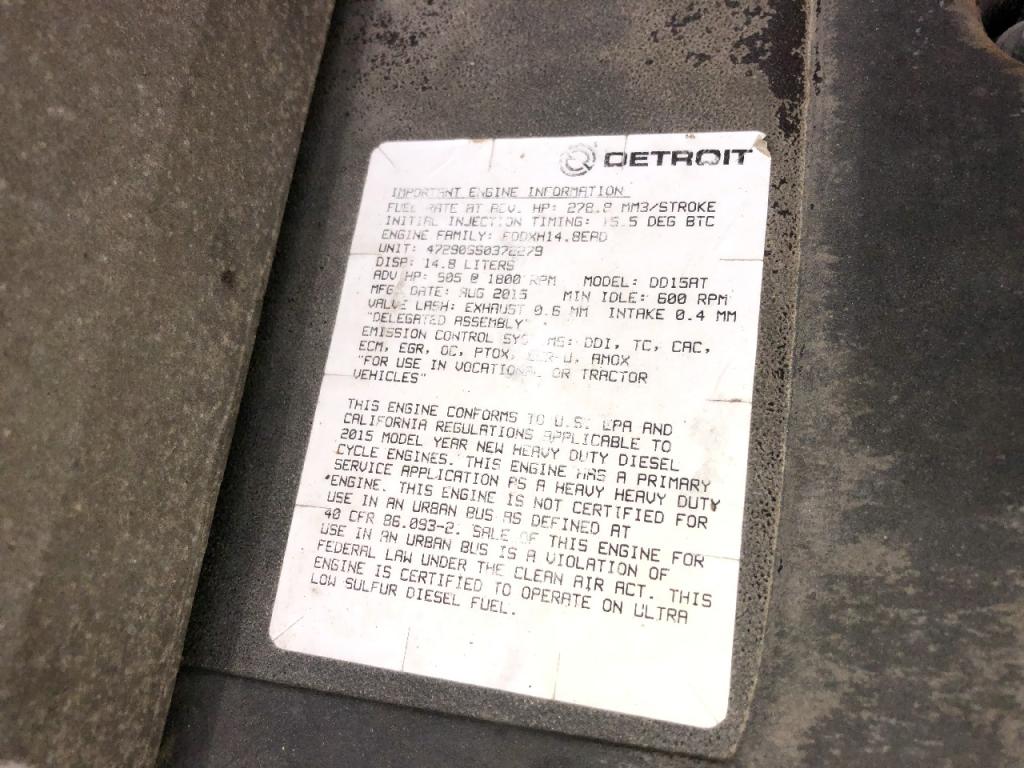 DETROIT
IMPORTANT ENGINE INFORMATION
FUEL RATE AT ADV. HP: 278.8 MM3/STROKE
INITIAL INJECTION TIMING: 15.5 DEG BTC
ENGINE FAMILY: FDDXH14.8EAD
UNIT: 472906S0372279
DISP: 14.8 LITERS
ADV HP: 505 @ 1800 RPM MODEL: DD15AT
MFG. DATE: AUG 2015 MIN IDLE: 600 RPM
VALVE LASH: EXHAUST 0.6 MM INTAKE 0.4 MM
"DELEGATED ASSEMBLY"
EMISSION CONTROL SYSTEMS: DDI, TC, CAC,
ECM, EGR, OC, PTOX, AMOX
"FOR USE IN VOCATIONAL OR TRACTOR
VEHICLES"
THIS ENGINE CONFORMS TO U.S. EPA AND
CALIFORNIA REGULATIONS APPLICABLE TO
2015 MODEL YEAR NEW HEAVY DUTY DIESEL
CYCLE ENGINES. THIS ENGINE HAS A PRIMARY
SERVICE APPLICATION AS A HEAVY HEAVY DUTY
ENGINE. THIS ENGINE IS NOT CERTIFIED FOR
USE IN AN URBAN BUS AS DEFINED AT
40 CFR 86.093-2. SALE OF THIS ENGINE FOR
USE IN AN URBAN BUS IS A VIOLATION OF
FEDERAL LAW UNDER THE CLEAN AIR ACT. THIS
ENGINE IS CERTIFIED TO OPERATE ON ULTRA
LOW SULFUR DIESEL FUEL.